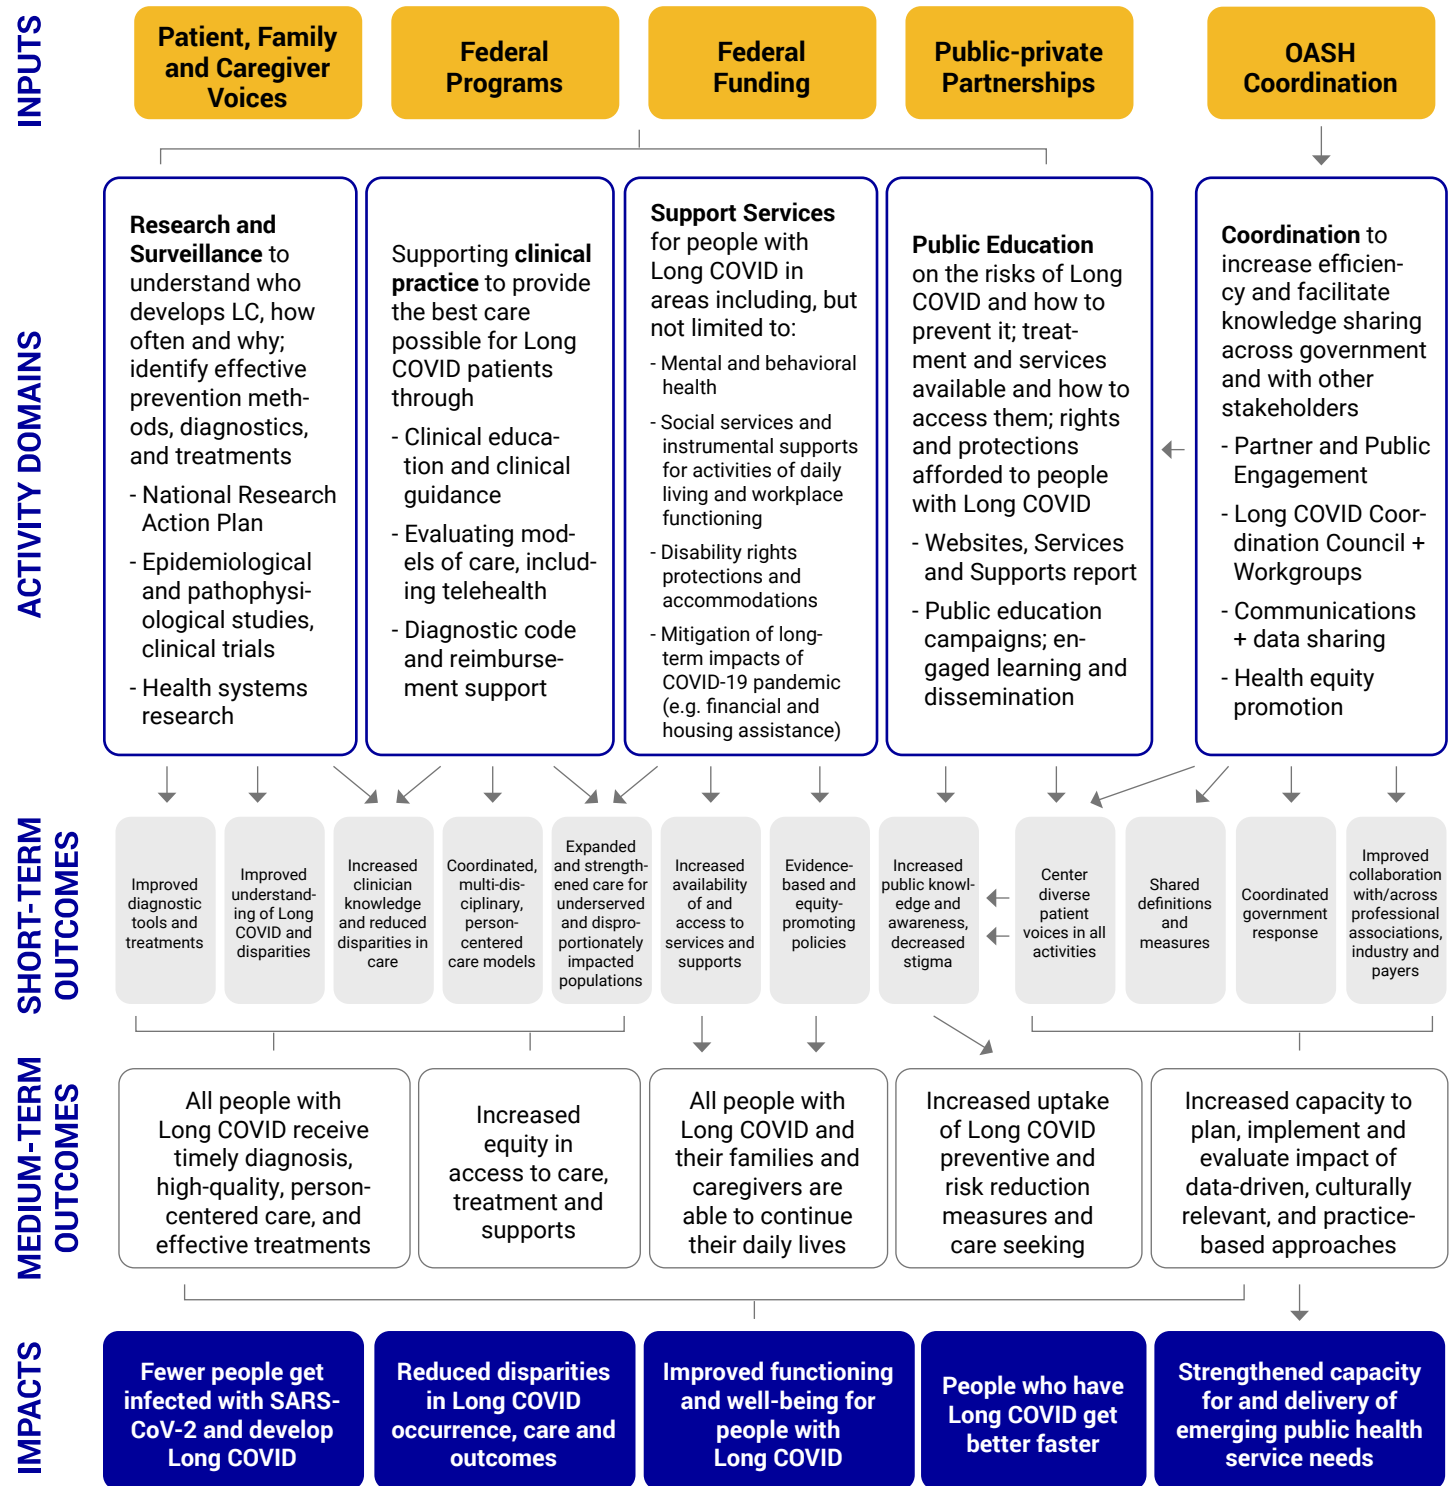 INPUTS
Patient, Family
and Caregiver
Voices
Federal
Programs
Federal
Funding
Public-private
Partnerships
OASH
Coordination
ACTIVITY DOMAINS
Research and
Surveillance to
understand who
develops LC, how
often and why;
identify effective
prevention meth-
ods, diagnostics,
and treatments
- National Research
Action Plan
- Epidemiological
and pathophysi-
ological studies,
clinical trials
- Health systems
research
Supporting clinical
practice to provide
the best care
possible for Long
COVID patients
through
- Clinical educa-
tion and clinical
guidance
- Evaluating mod-
els of care, includ-
ing telehealth
- Diagnostic code
and reimburse-
ment support
Support Services
for people with
Long COVID in
areas including, but
not limited to:
- Mental and behavioral
health
- Social services and
instrumental supports
for activities of daily
living and workplace
functioning
- Disability rights
protections and
accommodations
- Mitigation of long-
term impacts of
COVID-19 pandemic
(e.g. financial and
housing assistance)
Public Education
on the risks of Long
COVID and how to
prevent it; treat-
ment and services
available and how to
access them; rights
and protections
afforded to people
with Long COVID
- Websites, Services
and Supports report
- Public education
campaigns; en-
gaged learning and
dissemination
Coordination to
increase efficien-
cy and facilitate
knowledge sharing
across government
and with other
stakeholders
- Partner and Public
Engagement
- Long COVID Coor-
dination Council +
Workgroups
- Communications
+ data sharing
- Health equity
promotion
SHORT-TERM
OUTCOMES
Improved
diagnostic
tools and
treatments
Improved
understand-
ing of Long
COVID and
disparities
Increased
clinician
knowledge
and reduced
disparities in
care
Coordinated,
multi-dis-
ciplinary,
person-
centered
care models
Expanded
and strength-
ened care for
underserved
and dispro-
portionately
impacted
populations
Increased
availability
of and
access to
services and
supports
Evidence-
based and
equity-
promoting
policies
Increased
public knowl-
edge and
awareness,
decreased
stigma
Center
diverse
patient
voices in all
activities
Shared
definitions
and
measures
Coordinated
government
response
Improved
collaboration
with/across
professional
associations,
industry and
payers
MEDIUM-TERM
OUTCOMES
All people with
Long COVID receive
timely diagnosis,
high-quality, person-
centered care, and
effective treatments
Increased
equity in
access to care,
treatment and
supports
All people with
Long COVID and
their families and
caregivers are
able to continue
their daily lives
Increased uptake
of Long COVID
preventive and
risk reduction
measures and
care seeking
Increased capacity to
plan, implement and
evaluate impact of
data-driven, culturally
relevant, and practice-
based approaches
IMPACTS
Fewer people get
infected with SARS-
CoV-2 and develop
Long COVID
Reduced disparities
in Long COVID
occurrence, care and
outcomes
Improved functioning
and well-being for
people with
Long COVID
People who have
Long COVID get
better faster
Strengthened capacity
for and delivery of
emerging public health
service needs